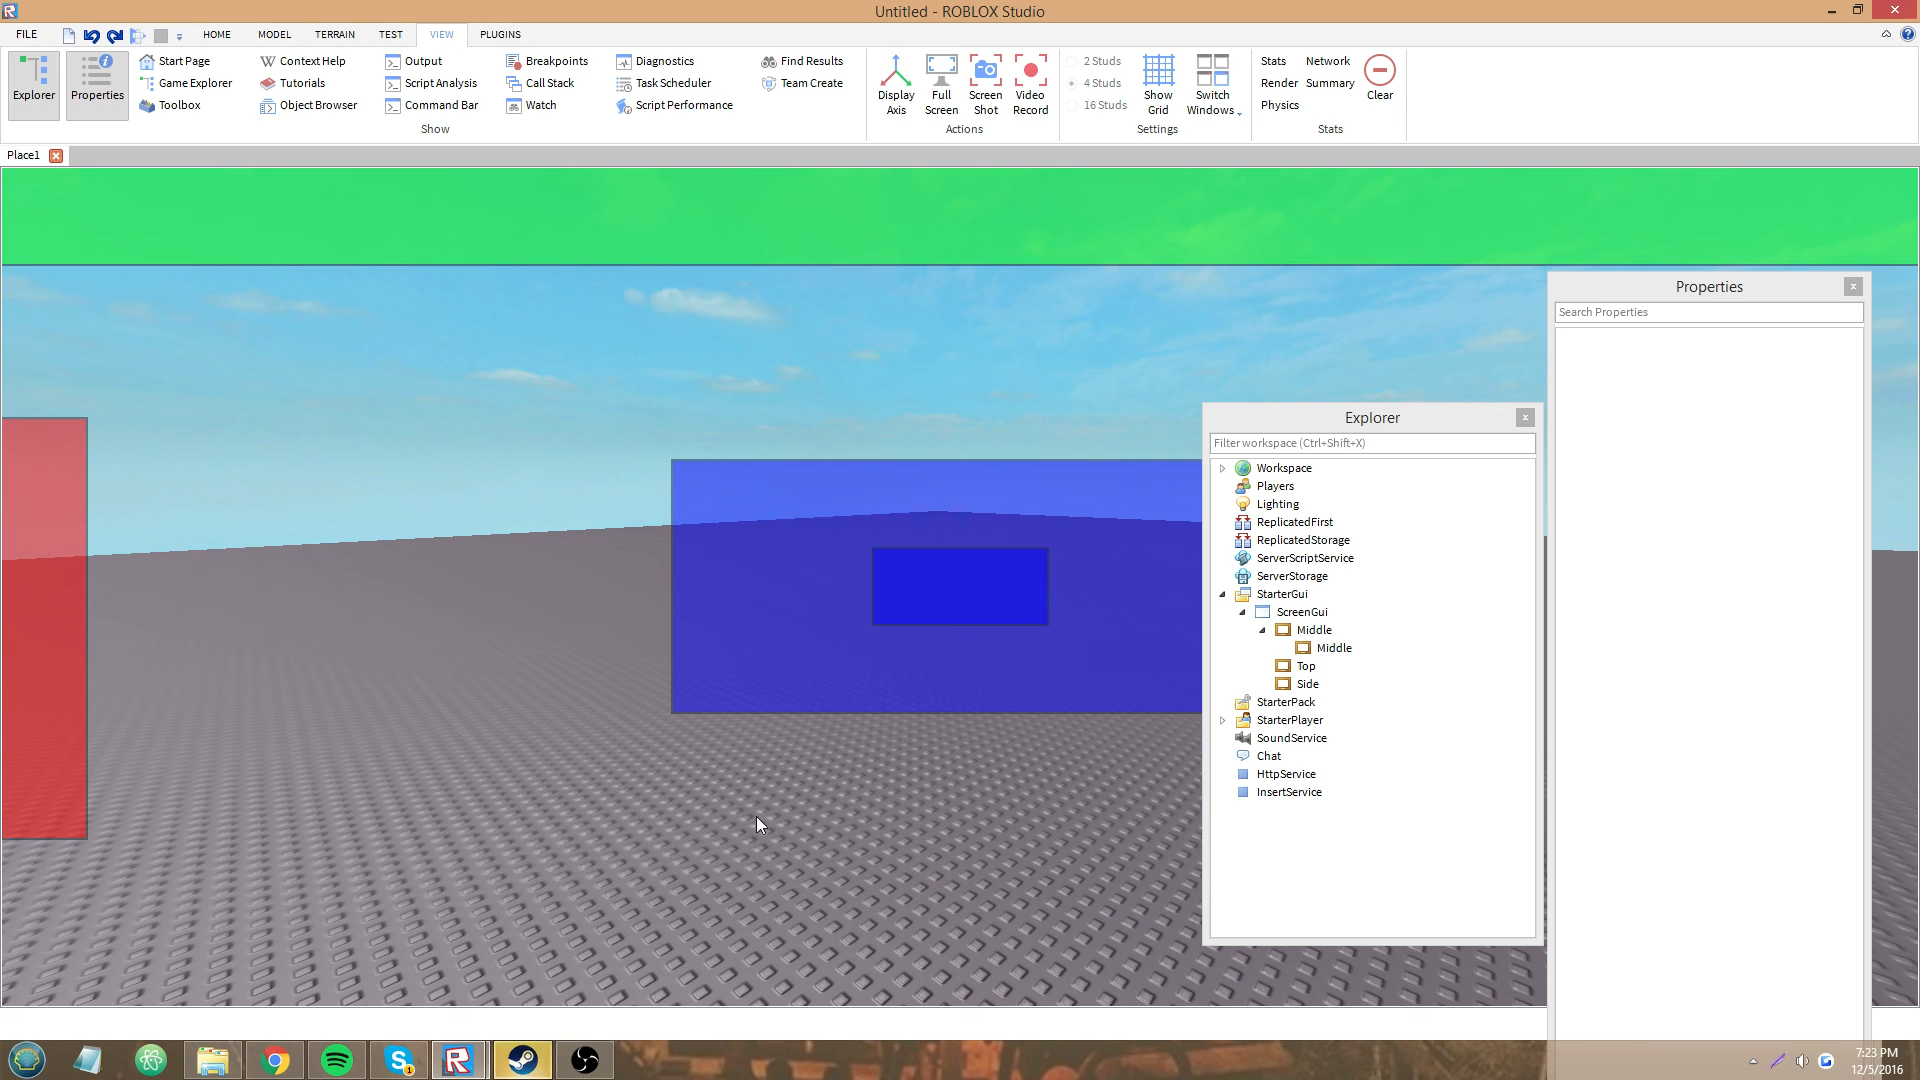 Untitled - ROBLOX Studio
FILE HOME MODEL TERRAIN TEST VIEW PLUGINS
Explorer
Properties
Start Page
Game Explorer
Toolbox
Context Help
Tutorials
Object Browser
Output
Script Analysis
Command Bar
Breakpoints
Call Stack
Watch
Diagnostics
Task Scheduler
Script Performance
Find Results
Team Create
Show
Display Axis
Full Screen
Screen Shot
Video Record
Actions
2 Studs
4 Studs
16 Studs
Show Grid
Switch Windows
Settings
Stats
Render
Physics
Network
Summary
Clear
Stats
Place1
Properties
Search Properties
Explorer
Filter workspace (Ctrl+Shift+X)
Workspace
Players
Lighting
ReplicatedFirst
ReplicatedStorage
ServerScriptService
ServerStorage
StarterGui
ScreenGui
Middle
Middle
Top
Side
StarterPack
StarterPlayer
SoundService
Chat
HttpService
InsertService
7:23 PM
12/5/2016